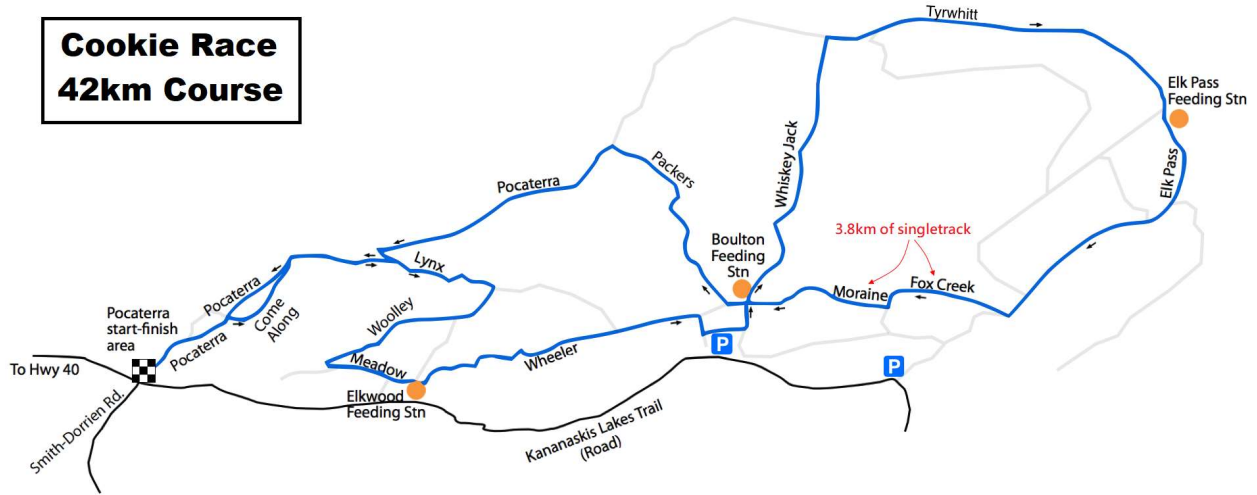 Cookie Race
42km Course
Tyrwhitt
Elk Pass
Feeding Stn
Whiskey Jack
Packers
Pocaterra
Elk Pass
3.8km of singletrack
Boulton
Feeding
Stn
Lynx
Fox Creek
Moraine
Pocaterra
Come
Along
Woolley
Pocaterra
start-finish
area
Pocaterra
Wheeler
P
Meadow
P
To Hwy 40
Elkwood
Feeding Stn
Smith-Dorrien Rd.
Kananaskis Lakes Trail
(Road)